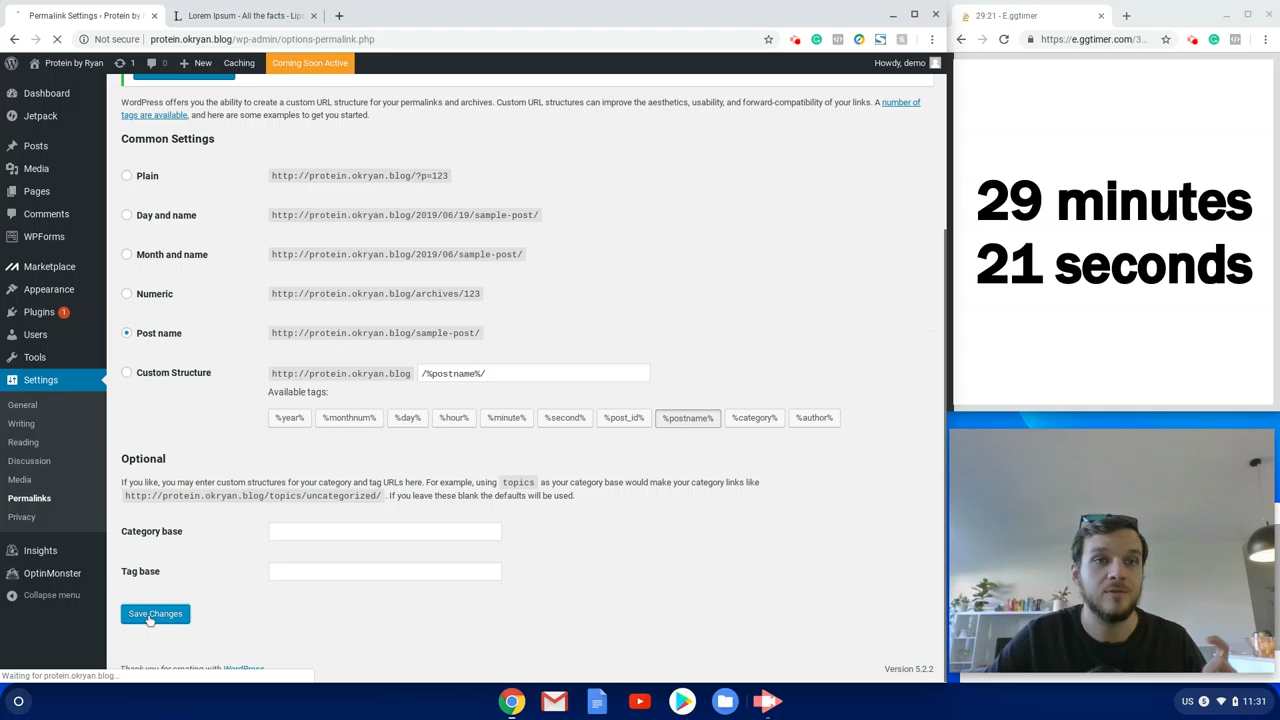 Permalink Settings ‹ Protein by R
Lorem Ipsum - All the facts - Lips
29:21 - E.ggtimer
Not secure
protein.okryan.blog/wp-admin/options-permalink.php
https://e.ggtimer.com/3...
Protein by Ryan
1
0
New
Caching
Coming Soon Active
Howdy, demo
Dashboard
Jetpack
Posts
Media
Pages
Comments
WPForms
Marketplace
Appearance
Plugins 1
Users
Tools
Settings
General
Writing
Reading
Discussion
Media
Permalinks
Privacy
Insights
OptinMonster
Collapse menu
WordPress offers you the ability to create a custom URL structure for your permalinks and archives. Custom URL structures can improve the aesthetics, usability, and forward-compatibility of your links. A number of
tags are available, and here are some examples to get you started.
Common Settings
Plain
http://protein.okryan.blog/?p=123
Day and name
http://protein.okryan.blog/2019/06/19/sample-post/
Month and name
http://protein.okryan.blog/2019/06/sample-post/
Numeric
http://protein.okryan.blog/archives/123
Post name
http://protein.okryan.blog/sample-post/
Custom Structure
http://protein.okryan.blog
/%postname%/
Available tags:
%year%
%monthnum%
%day%
%hour%
%minute%
%second%
%post_id%
%postname%
%category%
%author%
Optional
If you like, you may enter custom structures for your category and tag URLs here. For example, using topics as your category base would make your category links like
http://protein.okryan.blog/topics/uncategorized/ . If you leave these blank the defaults will be used.
Category base
Tag base
Save Changes
Thank you for creating with WordPress
Version 5.2.2
Waiting for protein.okryan.blog...
29 minutes
21 seconds
US
5
11:31